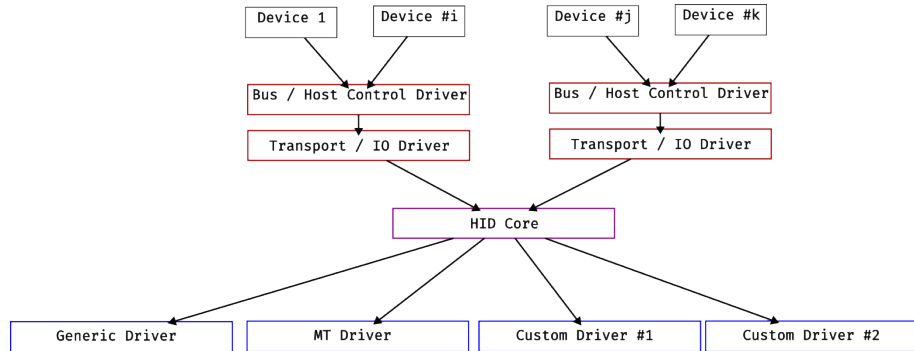 Device 1
Device #i
Device #j
Device #k
Bus / Host Control Driver
Bus / Host Control Driver
Transport / IO Driver
Transport / IO Driver
HID Core
Generic Driver
MT Driver
Custom Driver #1
Custom Driver #2